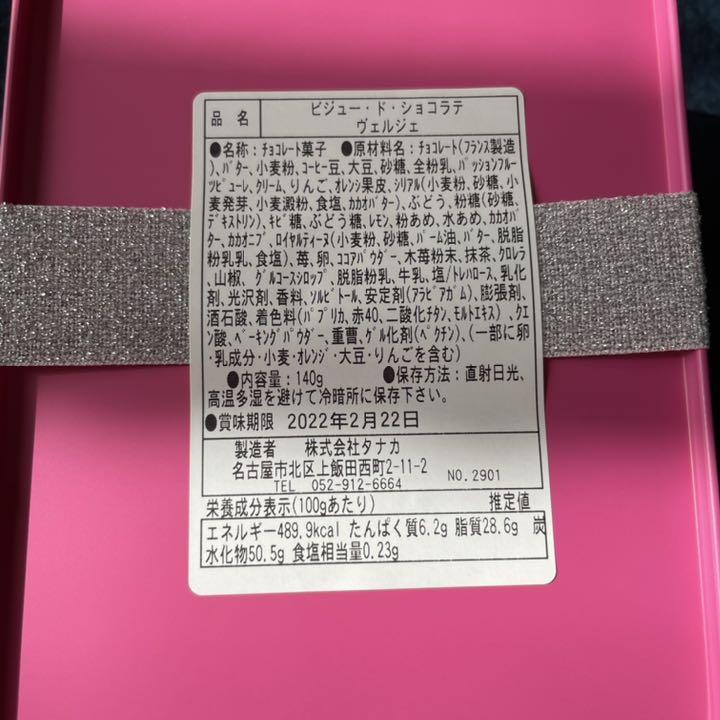 品 名 ビジュー・ド・ショコラテ
ヴェルジェ
●名称：ﾁｮｺﾚｰﾄ菓子 ●原材料名：ﾁｮｺﾚｰﾄ(ﾌﾗﾝｽ製造
)、ﾊﾞﾀｰ、小麦粉、ｺｰﾋｰ豆、大豆、砂糖、全粉乳、ﾊﾟｯｼｮﾝﾌﾙｰ
ﾂﾋﾟｭｰﾚ、ｸﾘｰﾑ、りんご、ｵﾚﾝｼﾞ果皮、ｼﾘｱﾙ(小麦粉、砂糖、小
麦発芽、小麦澱粉、食塩、ｶｶｵﾊﾞﾀｰ)、ぶどう、粉糖(砂糖、
ﾃﾞｷｽﾄﾘﾝ)、ｷﾋﾞ糖、ぶどう糖、ﾚﾓﾝ、粉あめ、水あめ、ｶｶｵﾊﾞ
ﾀｰ、ｶｶｵﾆﾌﾞ、ﾛｲﾔﾙﾃｨｰﾇ(小麦粉、砂糖、ﾊﾟｰﾑ油、ﾊﾞﾀｰ、脱脂
粉乳乳、食塩)、苺、卵、ｺｺｱﾊﾟｳﾀﾞｰ、木苺粉末、抹茶、ｸﾛﾚﾗ
、山椒、ｸﾞﾙｺｰｽｼﾛｯﾌﾟ、脱脂粉乳、牛乳、塩/ﾄﾚﾊﾛｰｽ、乳化
剤、光沢剤、香料、ｿﾙﾋﾞﾄｰﾙ、安定剤(ｱﾗﾋﾞｱｶﾞﾑ)、膨張剤、
酒石酸、着色料(ﾊﾟﾌﾟﾘｶ、赤40、二酸化ﾁﾀﾝ、ﾓﾙﾄｴｷｽ)、ｸｴ
ﾝ酸、ﾍﾞｰｷﾝｸﾞﾊﾟｳﾀﾞｰ、重曹、ｹﾞﾙ化剤(ﾍﾟｸﾁﾝ)、(一部に卵
・乳成分・小麦・ｵﾚﾝｼﾞ・大豆・りんごを含む)
●内容量：140g ●保存方法：直射日光、
高温多湿を避けて冷暗所に保存下さい。
●賞味期限 2022年2月22日
製造者 株式会社タナカ
名古屋市北区上飯田西町2-11-2
TEL 052-912-6664 NO.2901
栄養成分表示(100gあたり) 推定値
エネルギー489.9kcal たんぱく質6.2g 脂質28.6g 炭
水化物50.5g 食塩相当量0.23g